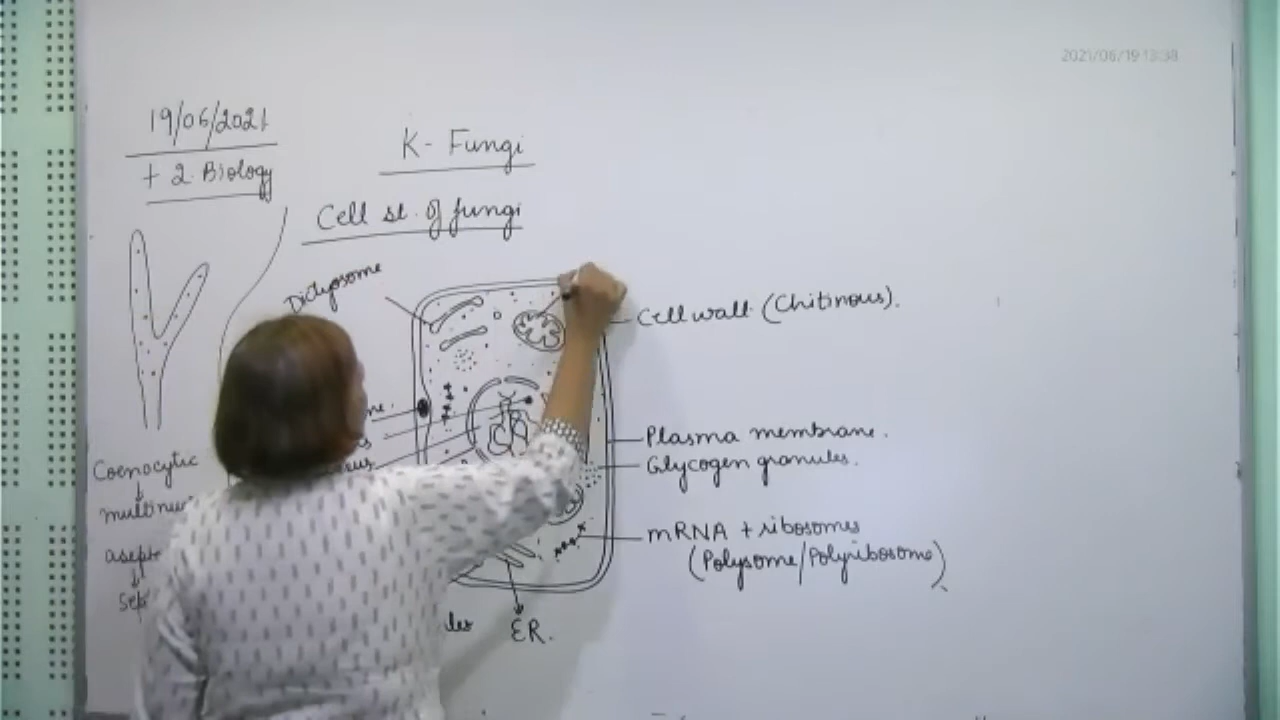 2021/06/19 13:38
19/06/2021
+ 2 Biology
K- Fungi
Cell st. of fungi
Dictyosome
Cell wall (Chitinous).
Plasma membrane.
Glycogen granules.
mRNA + ribosomes
(Polysome/Polyribosome)
Coenocytic
ER.